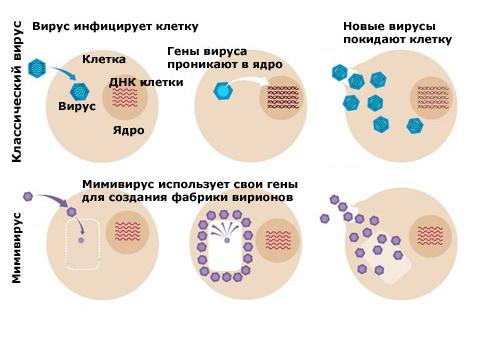 Вирус инфицирует клетку
Новые вирусы
покидают клетку
Классический вирус
Гены вируса
проникают в ядро
Клетка
ДНК клетки
Вирус
Ядро
Мимивирус использует свои гены
для создания фабрики вирионов
Мимивирус